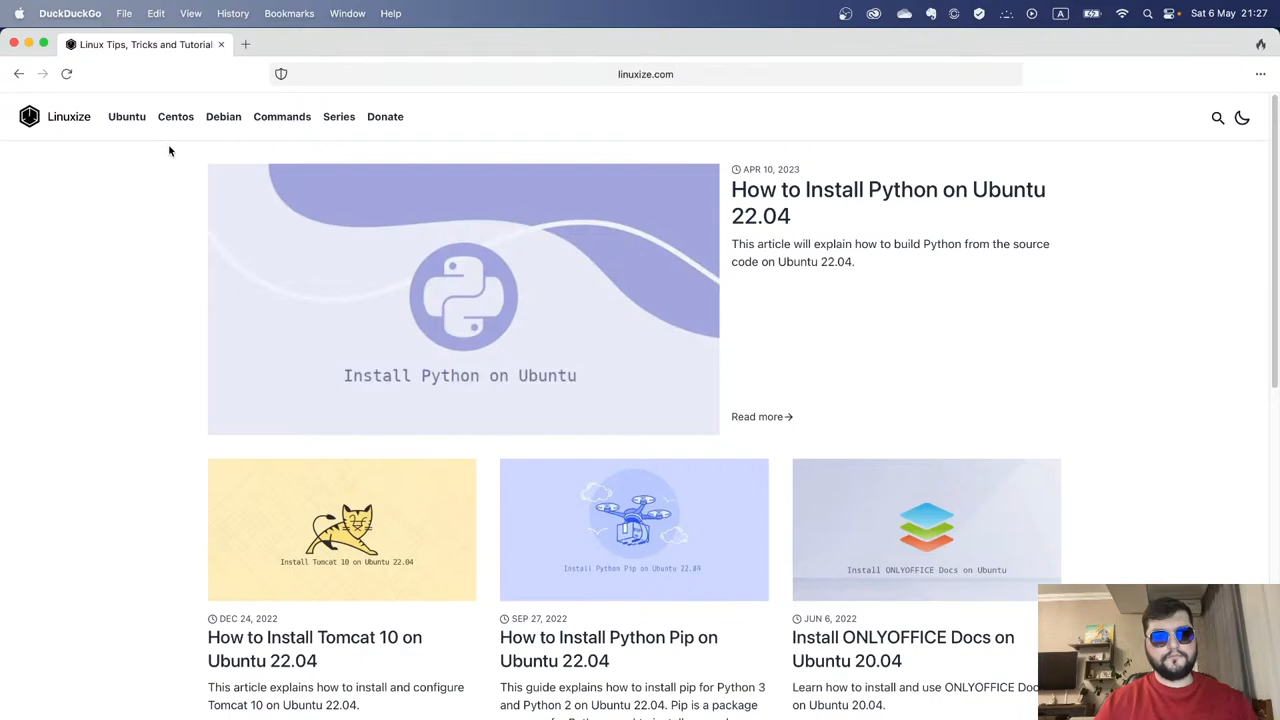 DuckDuckGo File Edit View History Bookmarks Window Help A Sat 6 May 21:27
Linux Tips, Tricks and Tutorial
linuxize.com
Linuxize Ubuntu Centos Debian Commands Series Donate
APR 10, 2023
How to Install Python on Ubuntu
22.04
This article will explain how to build Python from the source
code on Ubuntu 22.04.
Install Python on Ubuntu
Read more
Install Tomcat 10 on Ubuntu 22.04
Install Python Pip on Ubuntu 22.04
Install ONLYOFFICE Docs on Ubuntu
DEC 24, 2022
How to Install Tomcat 10 on
Ubuntu 22.04
This article explains how to install and configure
Tomcat 10 on Ubuntu 22.04.
SEP 27, 2022
How to Install Python Pip on
Ubuntu 22.04
This guide explains how to install pip for Python 3
and Python 2 on Ubuntu 22.04. Pip is a package
JUN 6, 2022
Install ONLYOFFICE Docs on
Ubuntu 20.04
Learn how to install and use ONLYOFFICE Doc
on Ubuntu 20.04.